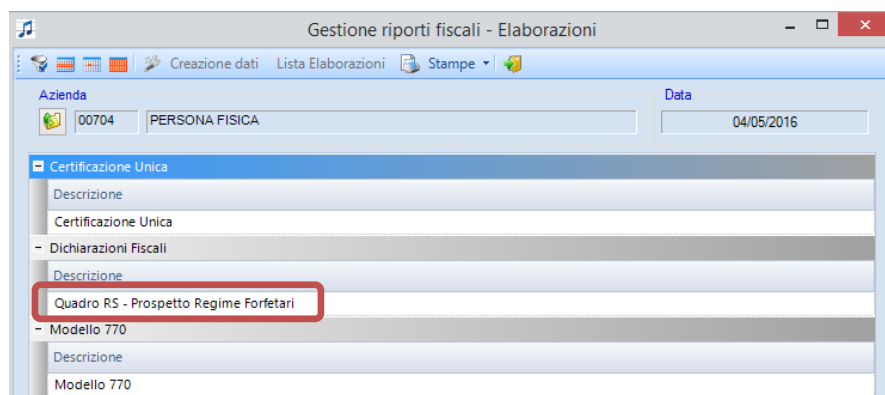 Gestione riporti fiscali - Elaborazioni
Creazione dati Lista Elaborazioni Stampe
Azienda Data
00704 PERSONA FISICA 04/05/2016
Certificazione Unica
Descrizione
Certificazione Unica
Dichiarazioni Fiscali
Descrizione
Quadro RS - Prospetto Regime Forfetari
Modello 770
Descrizione
Modello 770